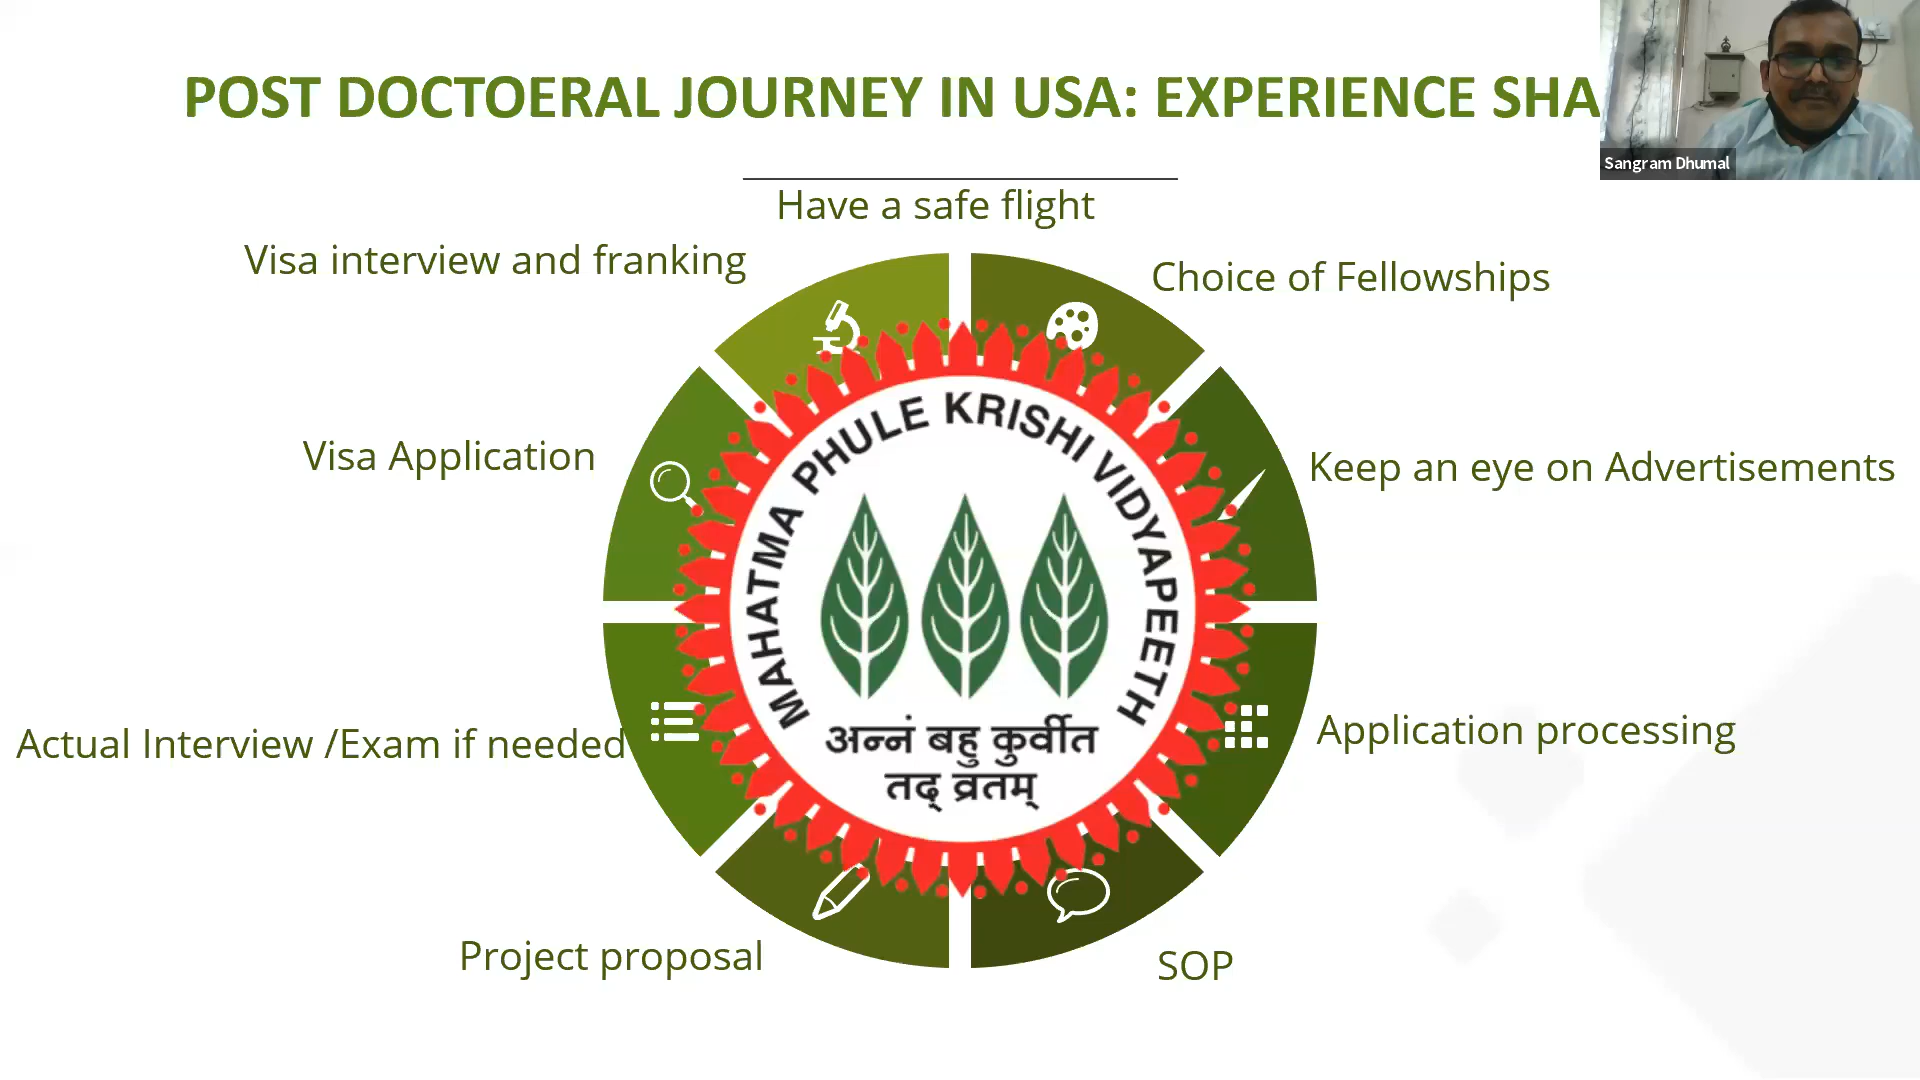 POST DOCTOERAL JOURNEY IN USA: EXPERIENCE SHA
Sangram Dhumal
Have a safe flight
Visa interview and franking
Choice of Fellowships
Visa Application
Keep an eye on Advertisements
MAHATMA PHULE KRISHI VIDYAPEETH
अन्नं बहु कुर्वीत
तद् व्रतम्
Actual Interview /Exam if needed
Application processing
Project proposal
SOP